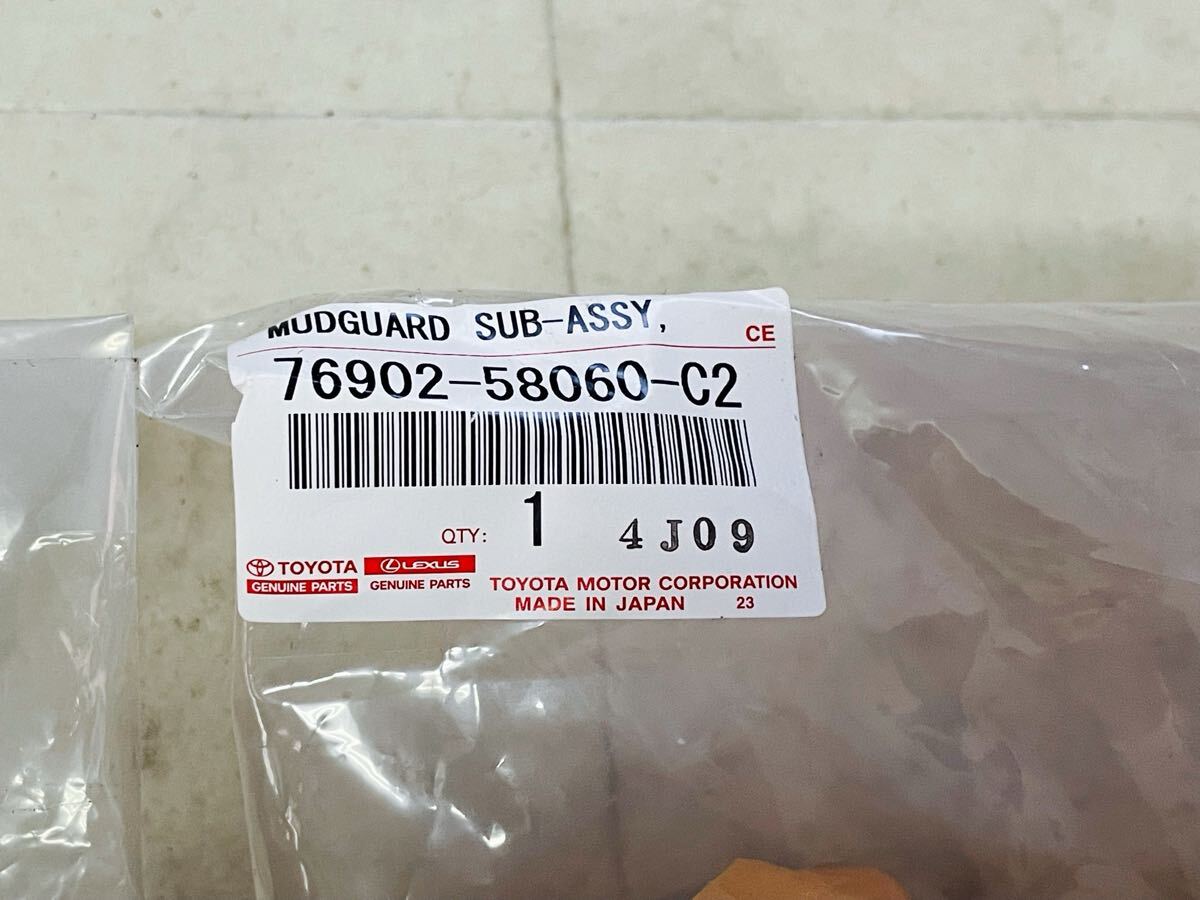 MUDGUARD SUB-ASSY,
CE
76902-58060-C2
QTY: 1 4J09
TOYOTA LEXUS
GENUINE PARTS GENUINE PARTS
TOYOTA MOTOR CORPORATION
MADE IN JAPAN 23